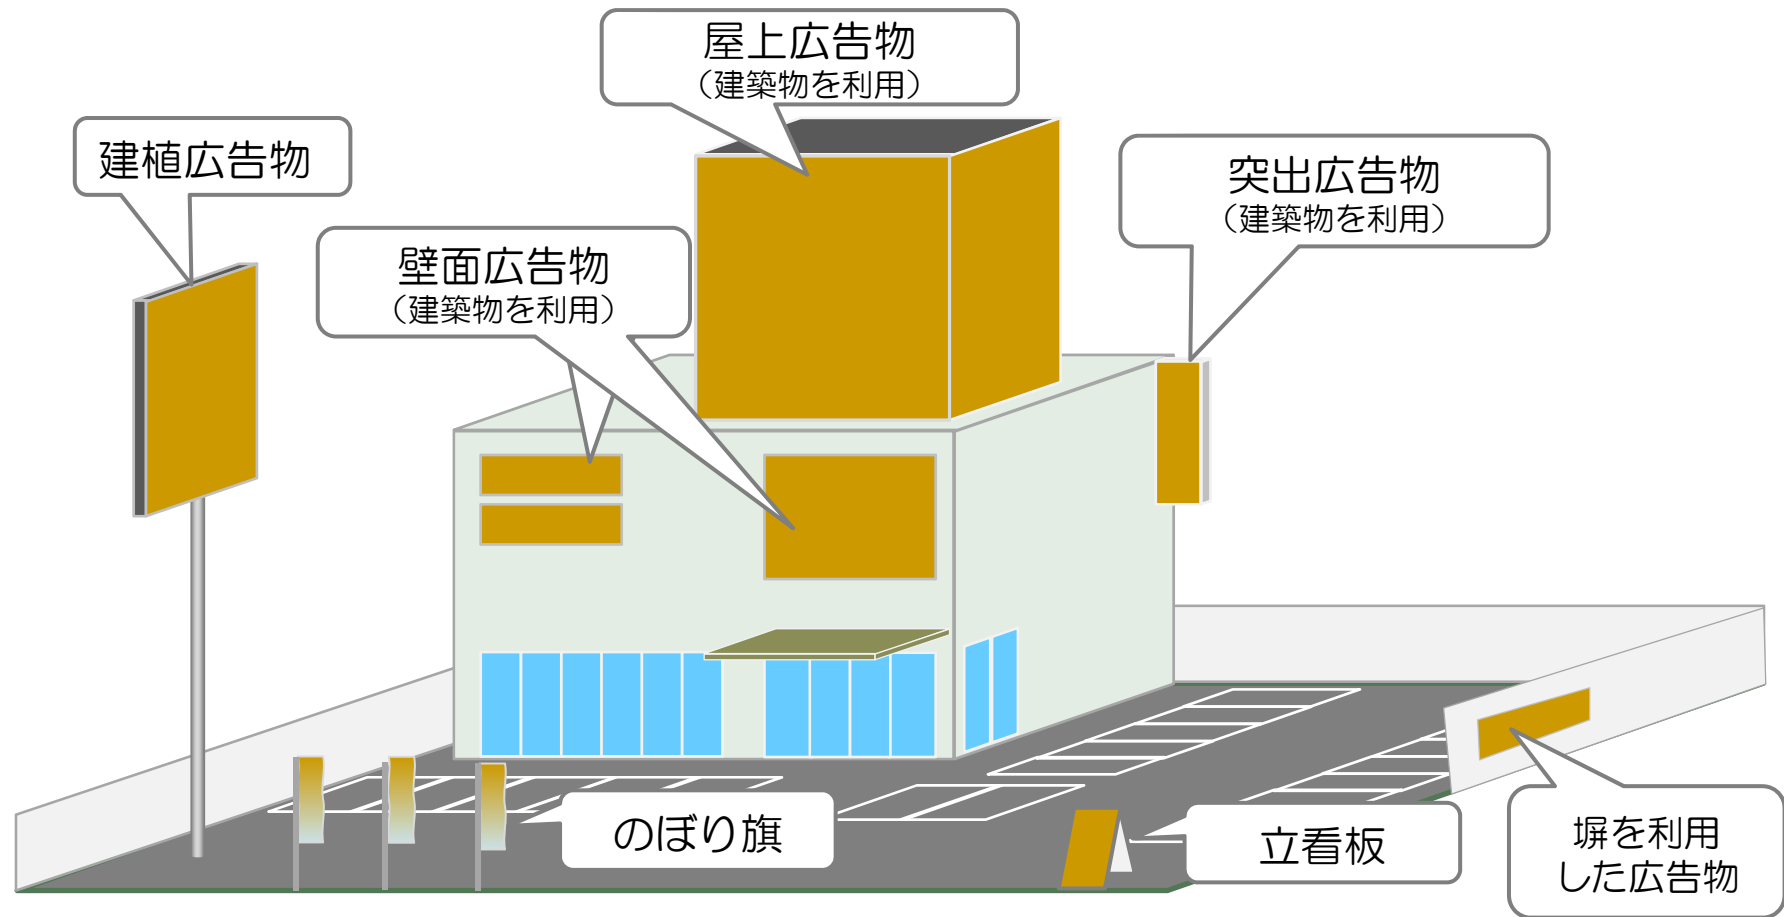 屋上広告物
（建築物を利用）
建植広告物
突出広告物
（建築物を利用）
壁面広告物
（建築物を利用）
のぼり旗
立看板
塀を利用
した広告物